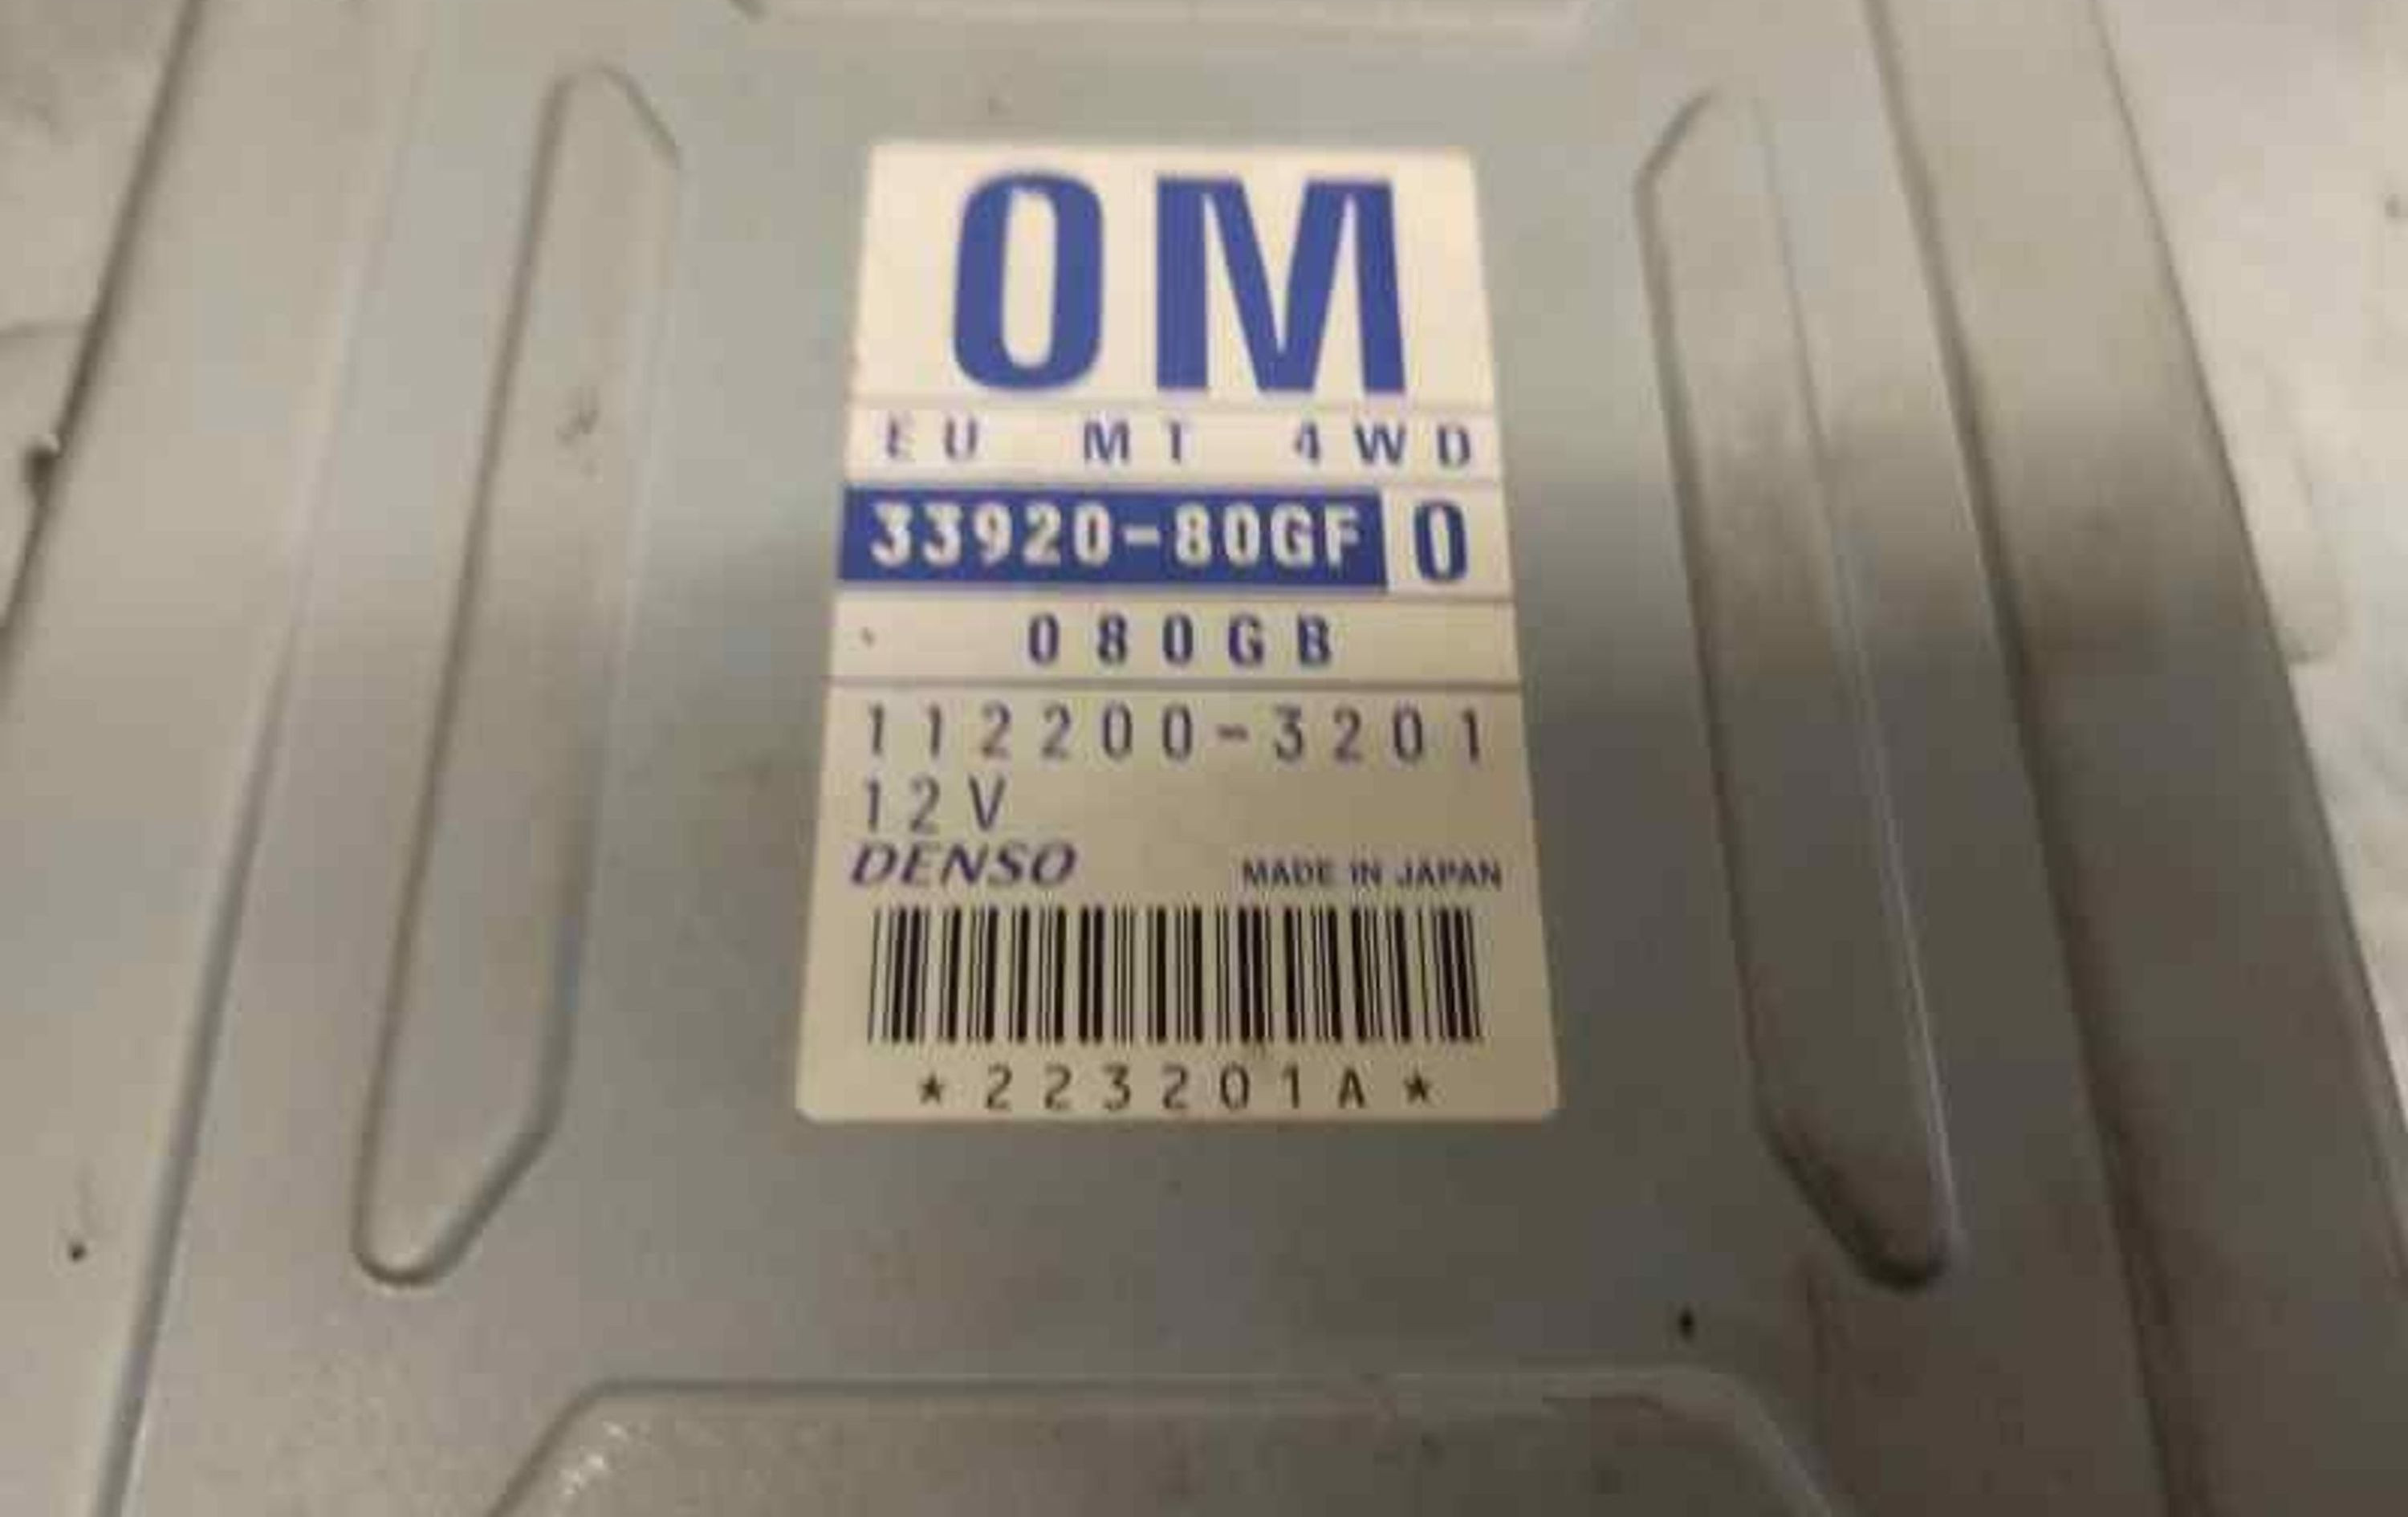 0M
EU MT 4WD
33920-80GF 0
080GB
112200-3201
12V
DENSO MADE IN JAPAN
*223201A*